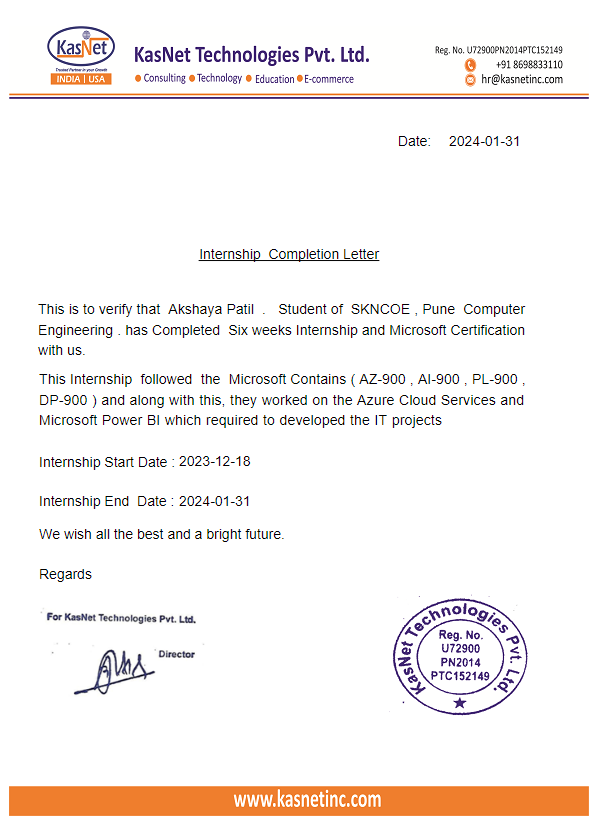 KasNet
Trusted Partner in your Growth
INDIA | USA
KasNet Technologies Pvt. Ltd.
Consulting Technology Education E-commerce
Reg. No. U72900PN2014PTC152149
+91 8698833110
hr@kasnetinc.com
Date: 2024-01-31
Internship Completion Letter
This is to verify that Akshaya Patil . Student of SKNCOE , Pune Computer
Engineering . has Completed Six weeks Internship and Microsoft Certification
with us.
This Internship followed the Microsoft Contains ( AZ-900 , AI-900 , PL-900 ,
DP-900 ) and along with this, they worked on the Azure Cloud Services and
Microsoft Power BI which required to developed the IT projects
Internship Start Date : 2023-12-18
Internship End Date : 2024-01-31
We wish all the best and a bright future.
Regards
For KasNet Technologies Pvt. Ltd.
Director
KasNet Technologies Pvt. Ltd.
Reg. No.
U72900
PN2014
PTC152149
www.kasnetinc.com